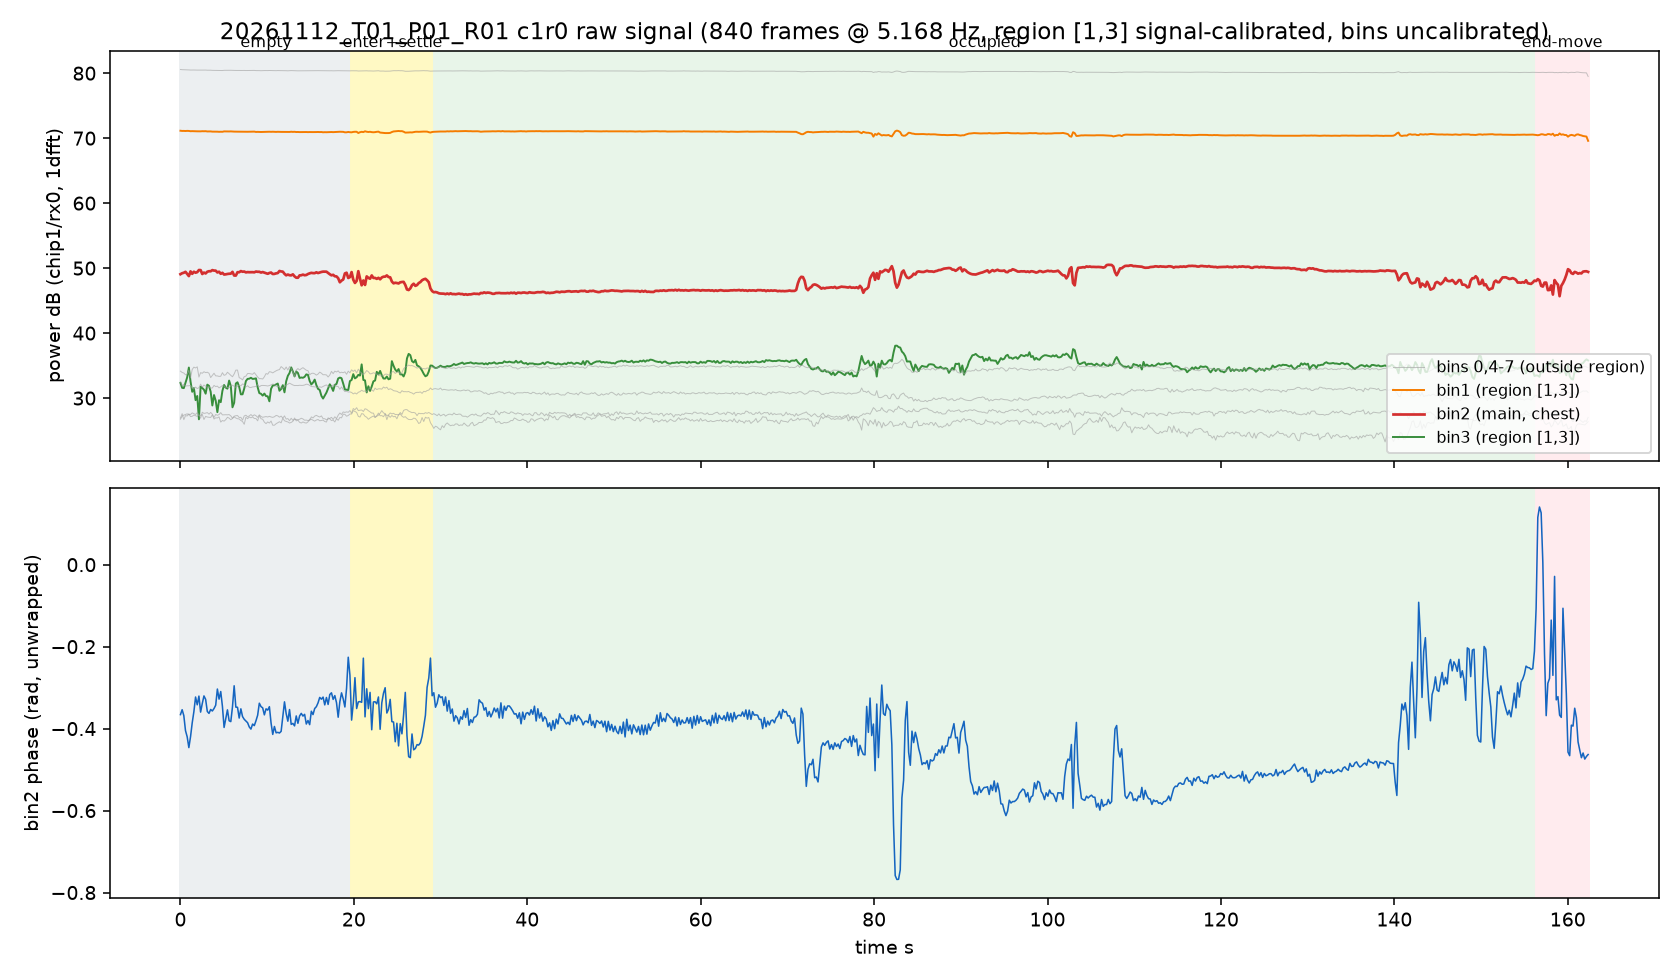 20261112_T01_P01_R01 c1r0 raw signal (840 frames @ 5.168 Hz, region [1,3] signal-calibrated, bins uncalibrated)
empty enter+settle occupied end-move
power dB (chip1/rx0, 1dfft)
80
70
60
50
40
30
bins 0,4-7 (outside region)
bin1 (region [1,3])
bin2 (main, chest)
bin3 (region [1,3])
bin2 phase (rad, unwrapped)
0.0
−0.2
−0.4
−0.6
−0.8
0 20 40 60 80 100 120 140 160
time s